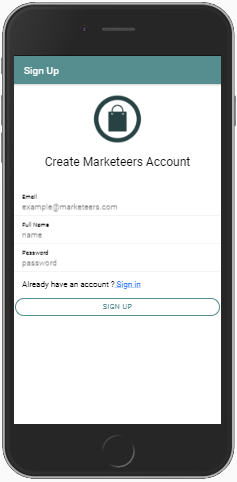 Sign Up
Create Marketeers Account
Email
example@marketeers.com
Full Name
name
Password
password
Already have an account ? Sign in
SIGN UP